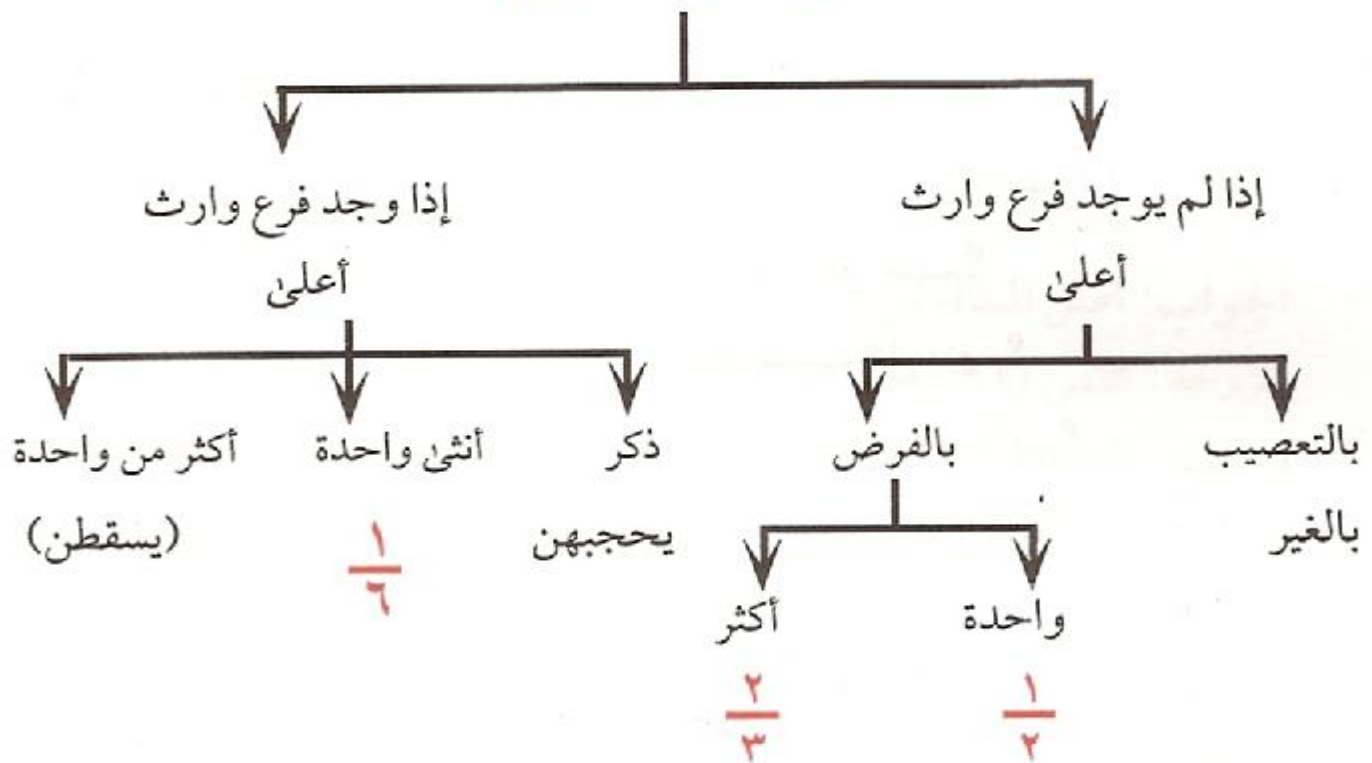 إذا لم يوجد فرع وارث
أعلىٰ
إذا وجد فرع وارث
أعلىٰ
بالتعصيب
بالغير
بالفرض
ذكر
يحجبهن
أنثىٰ واحدة
١
٦
أكثر من واحدة
(يسقطن)
واحدة
١
٢
أكثر
٢
٣